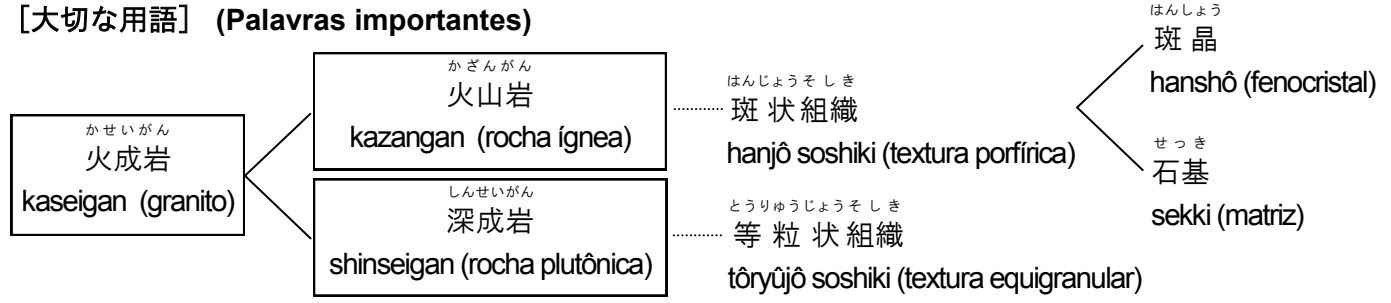 ［大切な用語］ (Palavras importantes)
かせいがん
火成岩
kaseigan (granito)
かざんがん
火山岩
kazangan (rocha ígnea)
しんせいがん
深成岩
shinseigan (rocha plutônica)
はんじょうそしき
斑状組織
hanjô soshiki (textura porfírica)
とうりゅうじょうそしき
等粒状組織
tôryûjô soshiki (textura equigranular)
はんしょう
斑晶
hanshô (fenocristal)
せっき
石基
sekki (matriz)